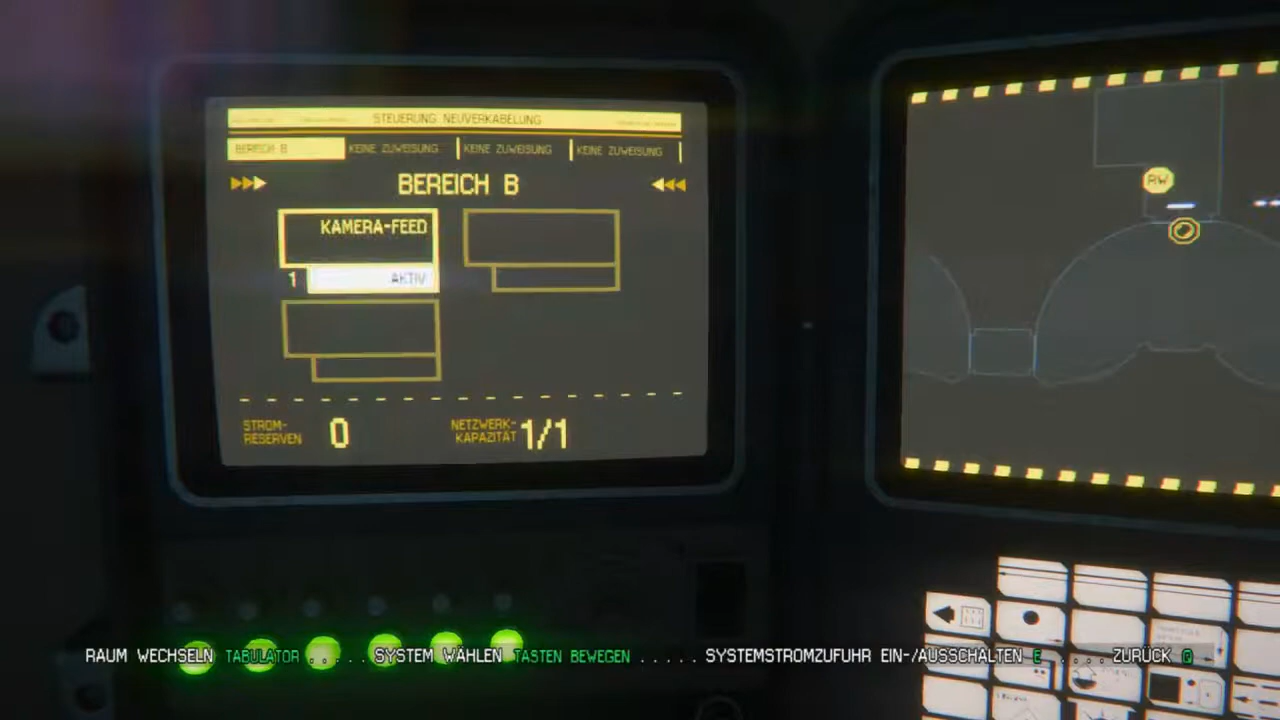 STEUERUNG NEUVERKABELUNG
BEREICH B KEINE ZUWEISUNG KEINE ZUWEISUNG KEINE ZUWEISUNG
BEREICH B
KAMERA-FEED
1 AKTIV
STROM-
RESERVEN 0
NETZWERK-
KAPAZITÄT 1/1
RW
RAUM WECHSELN TABULATOR ..... SYSTEM WÄHLEN TASTEN BEWEGEN ..... SYSTEMSTROMZUFUHR EIN-/AUSSCHALTEN E ..... ZURÜCK Q